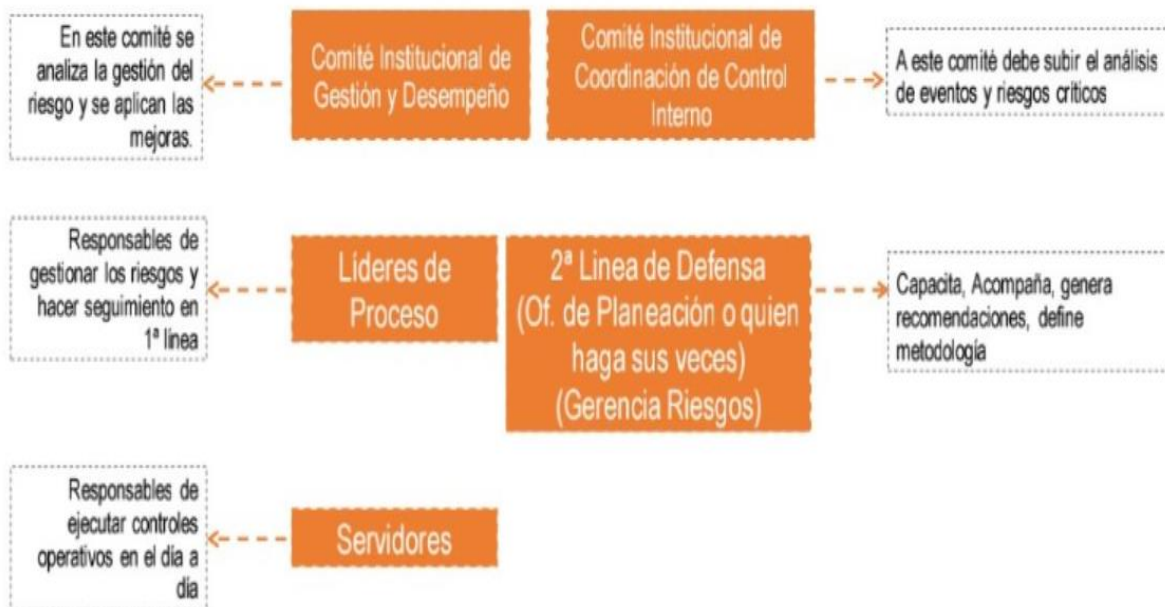 En este comité se
analiza la gestión del
riesgo y se aplican las
mejoras.
Comité Institucional de
Gestión y Desempeño
Comité Institucional de
Coordinación de Control
Interno
A este comité debe subir el análisis
de eventos y riesgos críticos
Responsables de
gestionar los riesgos y
hacer seguimiento en
1ª línea
Líderes de
Proceso
2ª Linea de Defensa
(Of. de Planeación o quien
haga sus veces)
(Gerencia Riesgos)
Capacita, Acompaña, genera
recomendaciones, define
metodología
Responsables de
ejecutar controles
operativos en el día a
día
Servidores